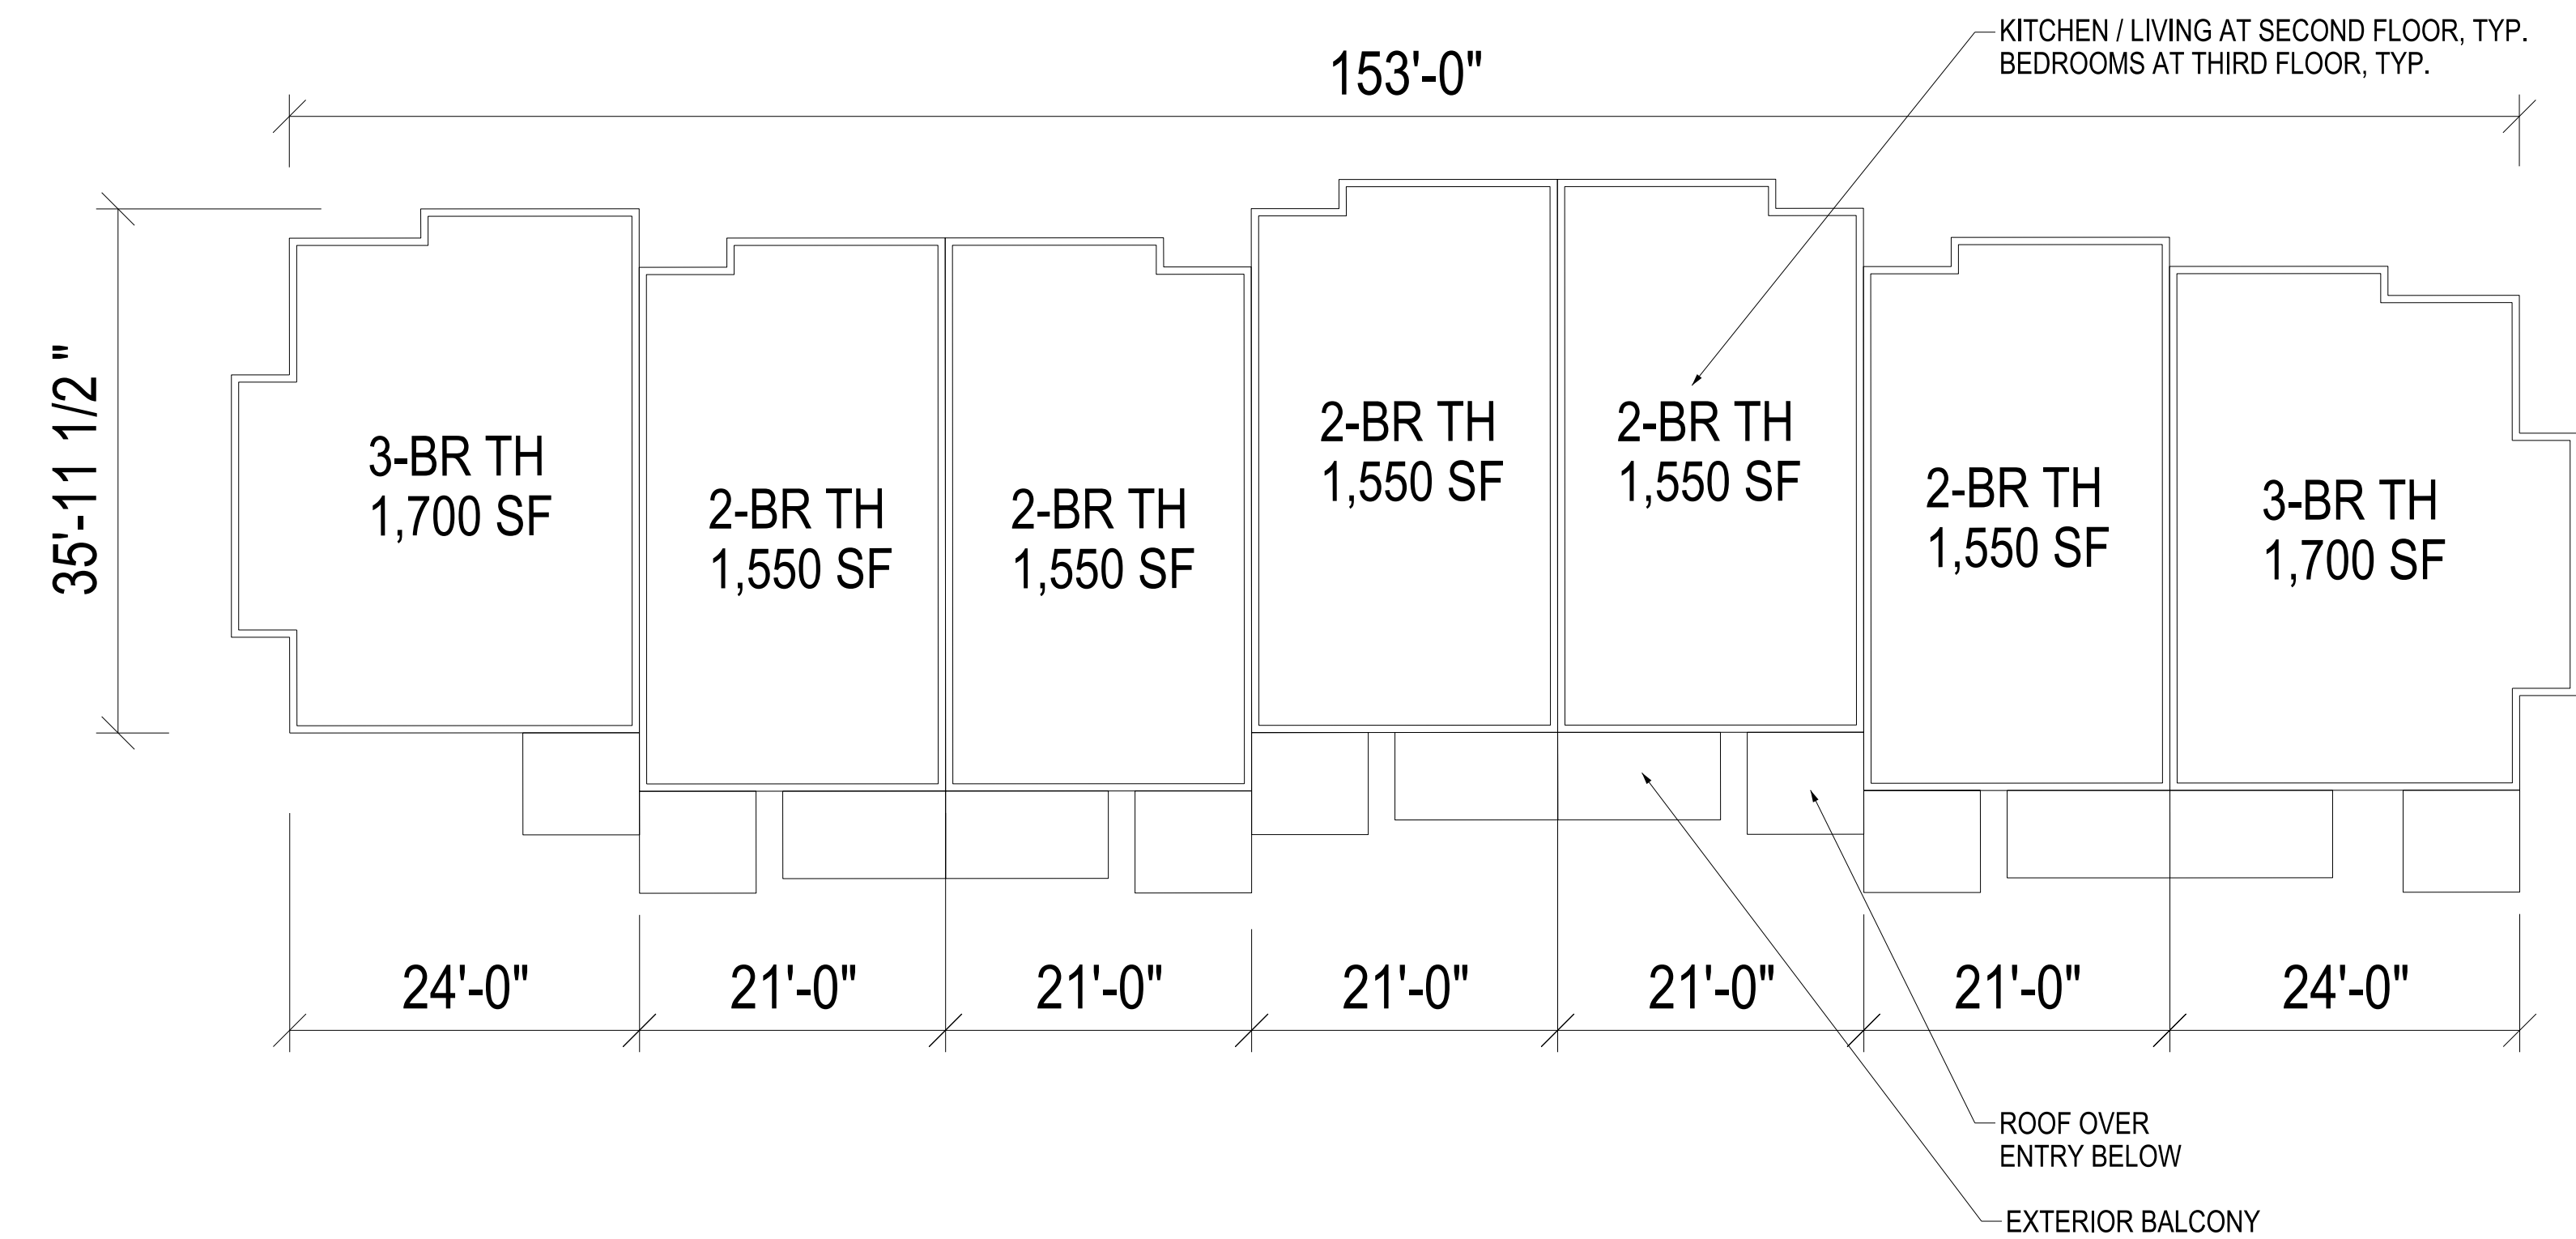 KITCHEN / LIVING AT SECOND FLOOR, TYP.
BEDROOMS AT THIRD FLOOR, TYP.
153'-0"
35'-11 1/2 "
3-BR TH
1,700 SF
2-BR TH
1,550 SF
2-BR TH
1,550 SF
2-BR TH
1,550 SF
2-BR TH
1,550 SF
2-BR TH
1,550 SF
3-BR TH
1,700 SF
24'-0"
21'-0"
21'-0"
21'-0"
21'-0"
21'-0"
24'-0"
ROOF OVER
ENTRY BELOW
EXTERIOR BALCONY